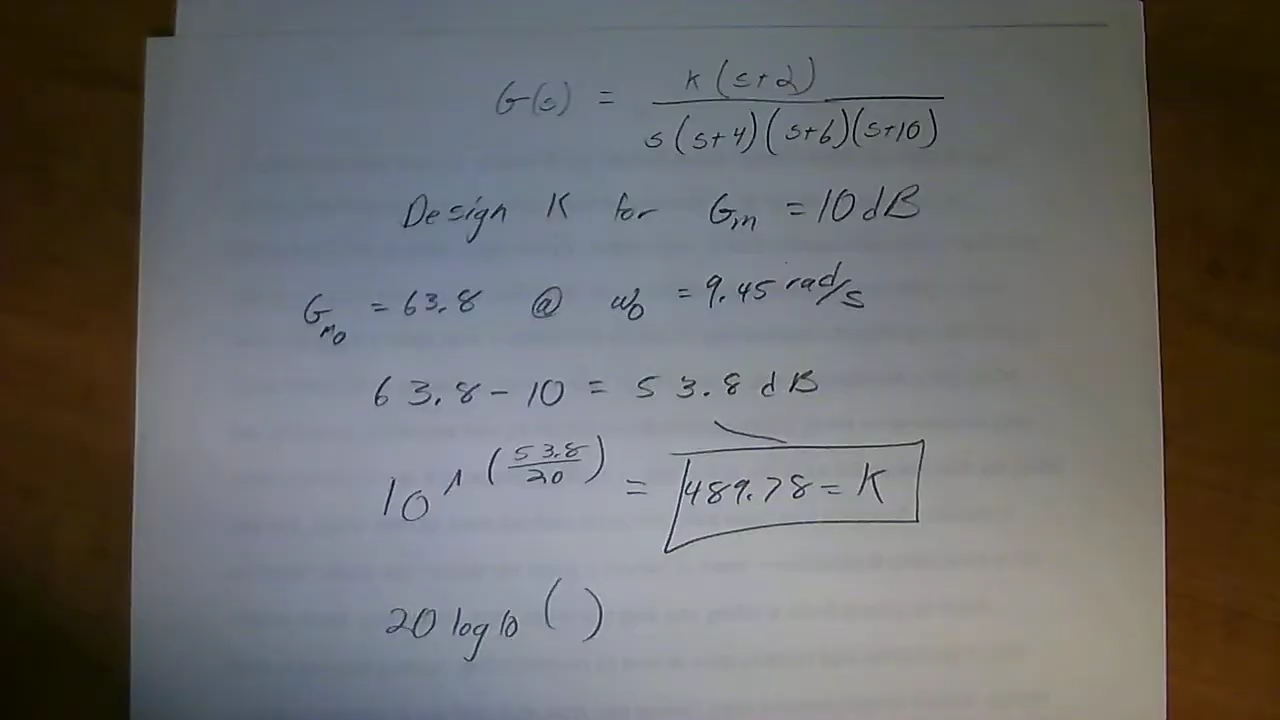 G(s) = K(s+2)
s(s+4)(s+6)(s+10)
Design K for Gm = 10 dB
Gm0 = 63.8 @ ω0 = 9.45 rad/s
63.8 - 10 = 53.8 dB
10^(53.8/20) = 489.78 = K
20 log10 ( )